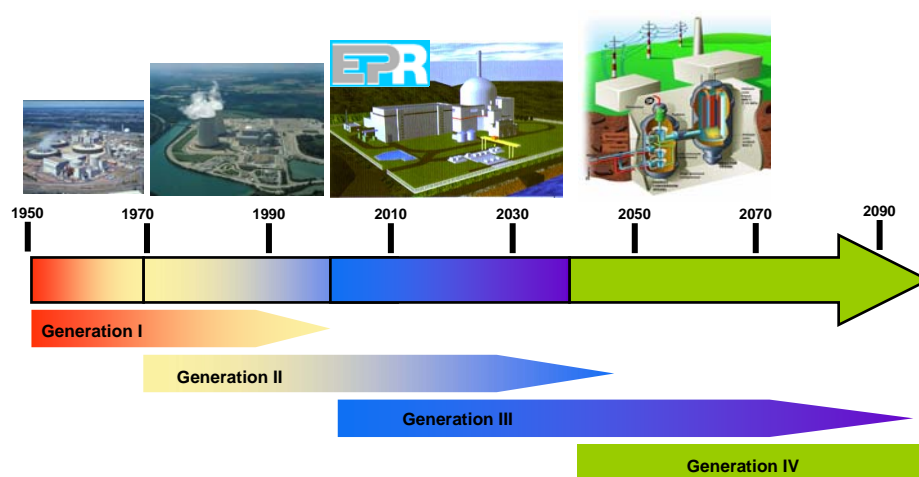 EPR
1950 1970 1990 2010 2030 2050 2070 2090
Generation I
Generation II
Generation III
Generation IV